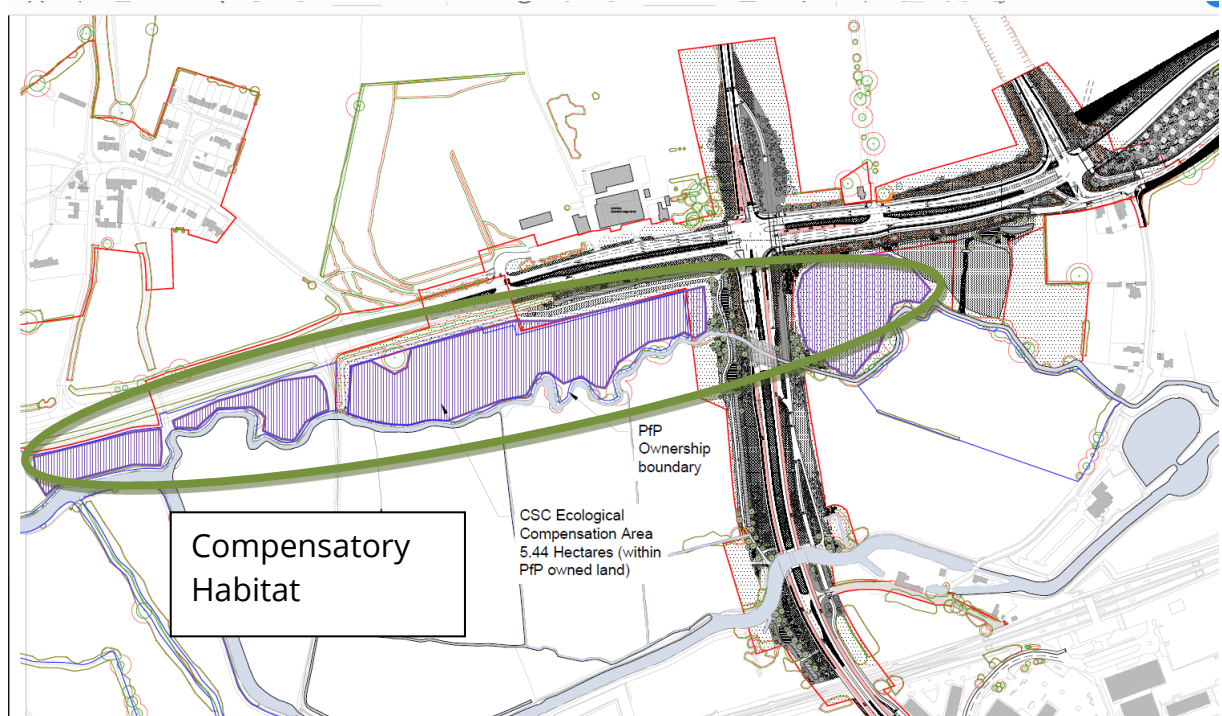 PfP
Ownership
boundary
CSC Ecological
Compensation Area
5.44 Hectares (within
PfP owned land)
Compensatory
Habitat